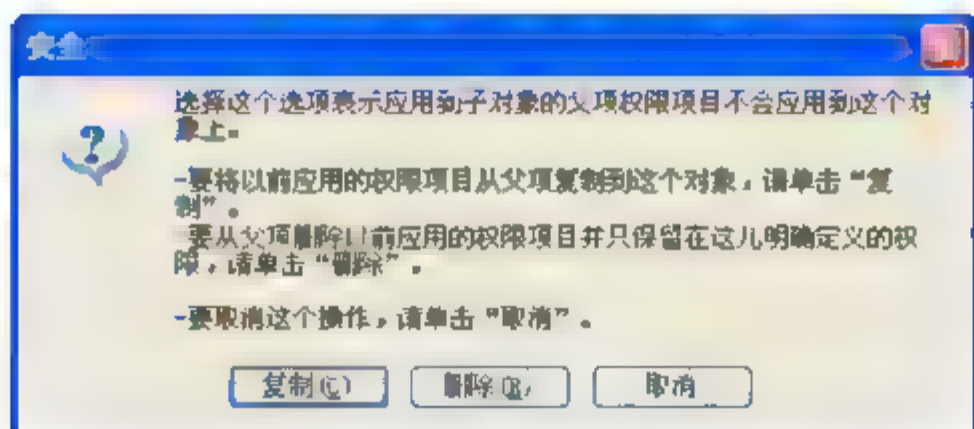 安全
选择这个选项表示应用到子对象的父项权限项目不会应用到这个对
象上。
-要将以前应用的权限项目从父项复制到这个对象，请单击“复
制”。
-要从父项删除以前应用的权限项目并只保留在这儿明确定义的权
限，请单击“删除”。
-要取消这个操作，请单击“取消”。
复制(C) 删除(R) 取消